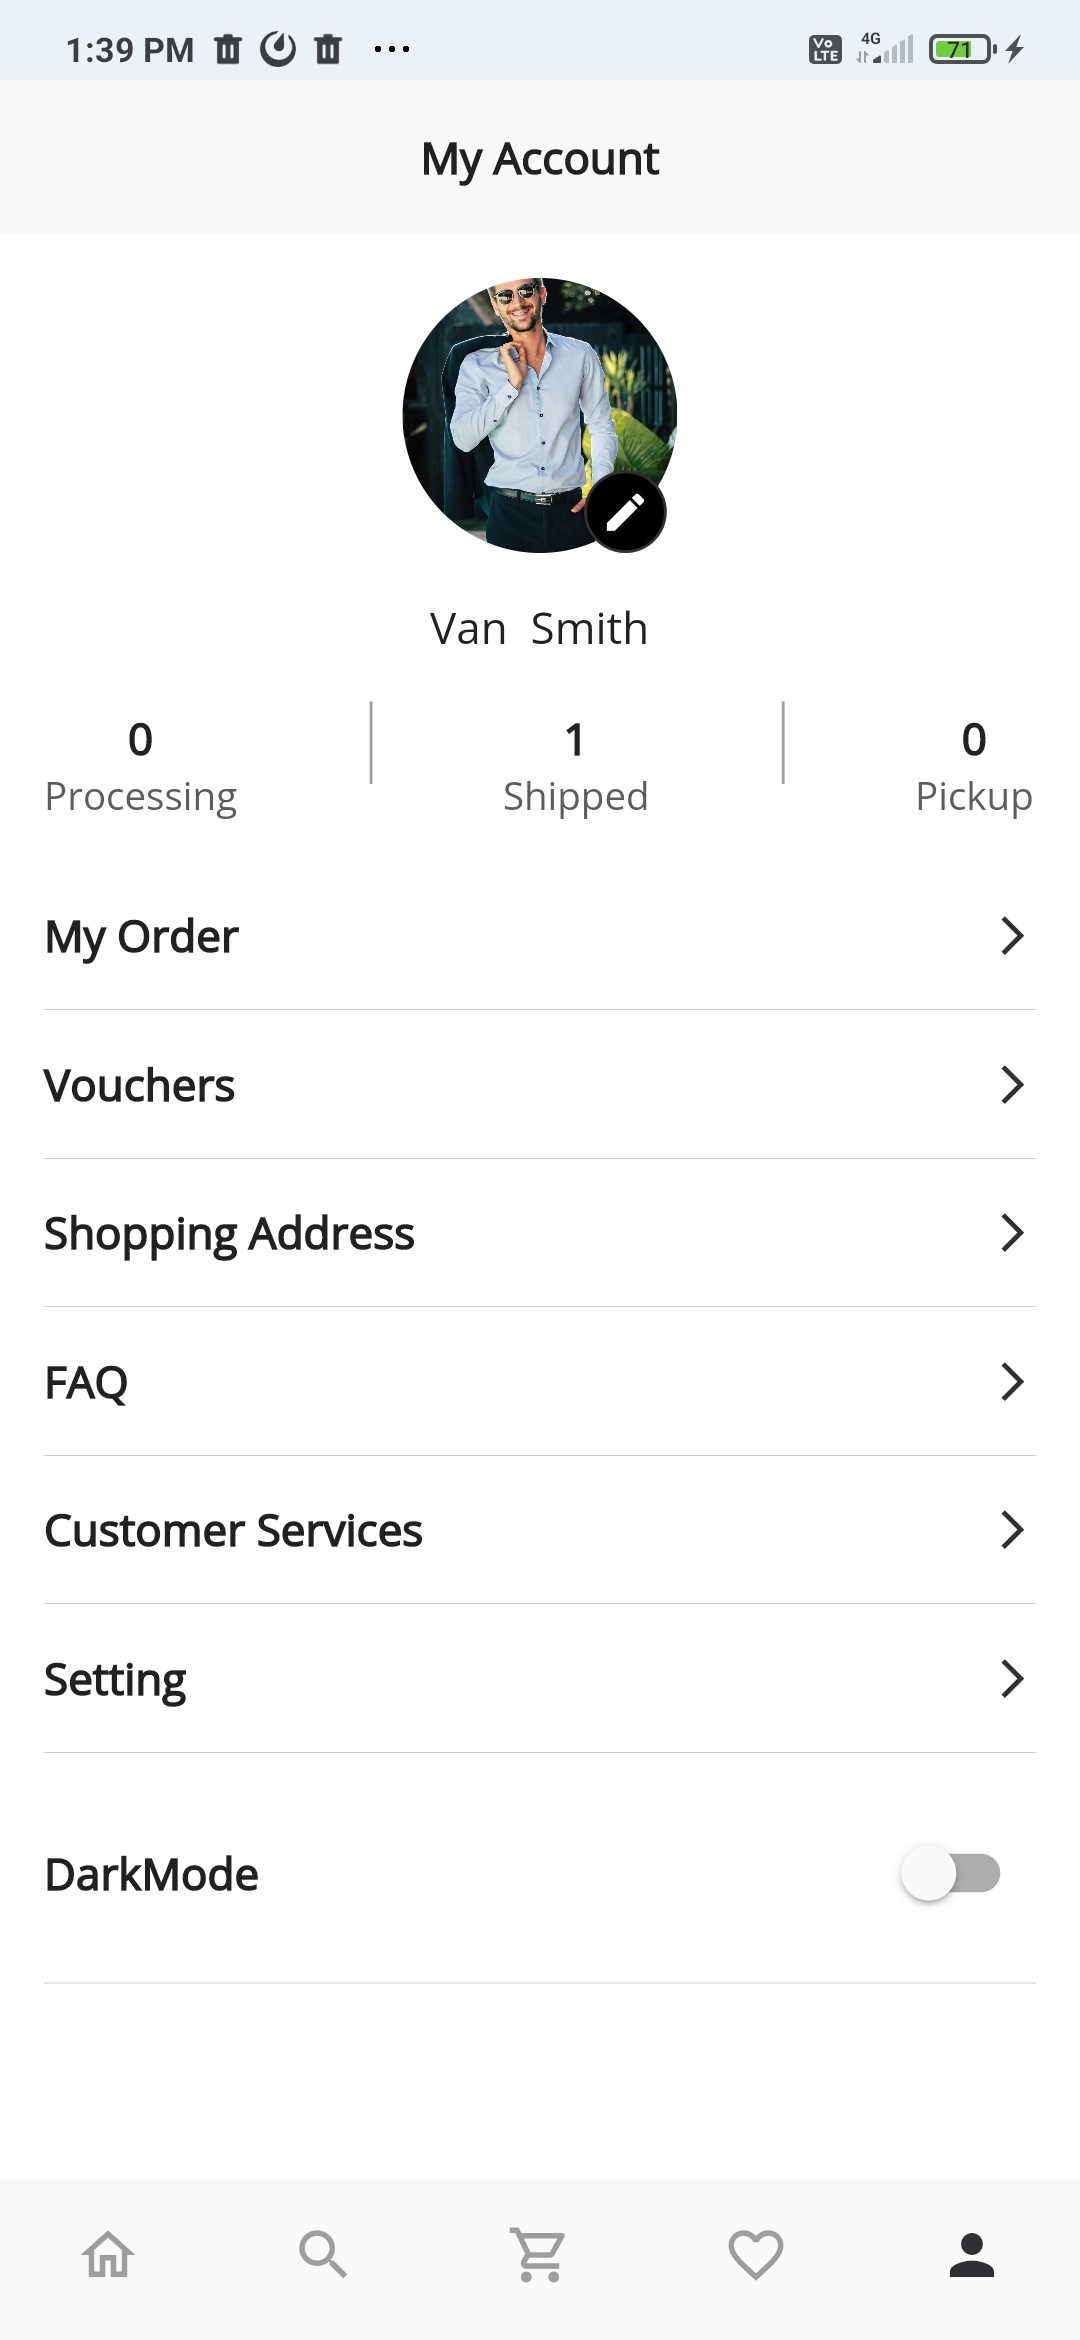 1:39 PM ... Vo LTE 4G 71
My Account
Van Smith
0 1 0
Processing Shipped Pickup
My Order
Vouchers
Shopping Address
FAQ
Customer Services
Setting
DarkMode